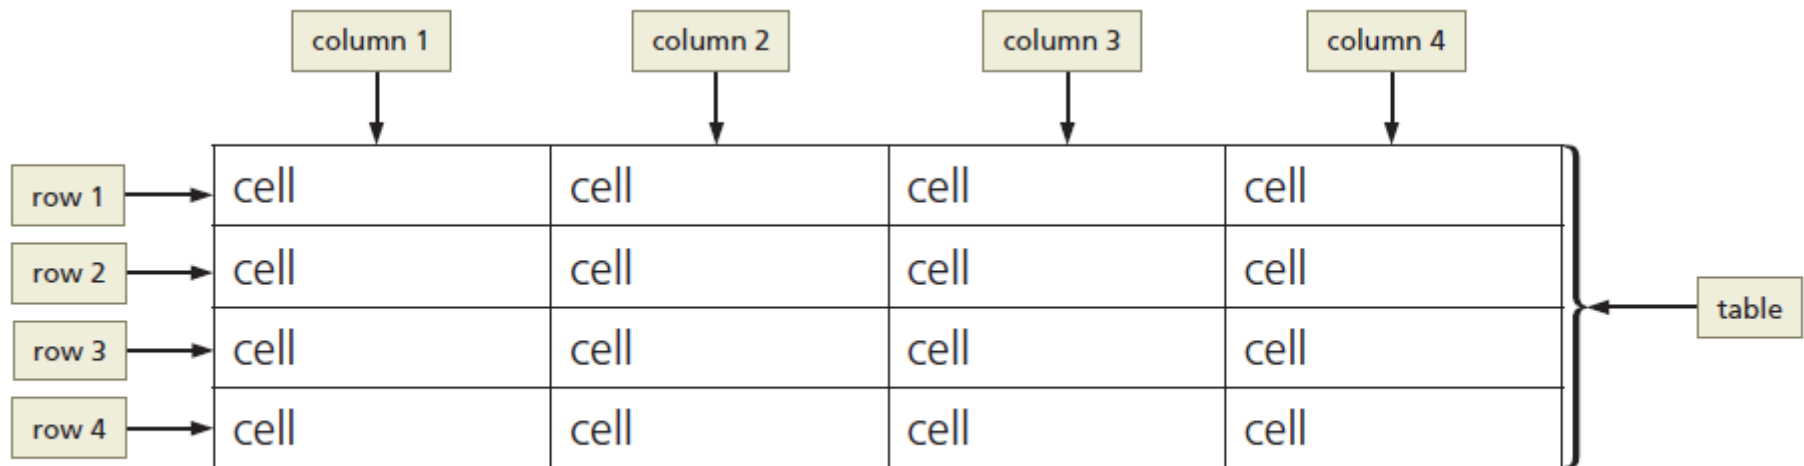 column 1 column 2 column 3 column 4
row 1 cell cell cell cell
row 2 cell cell cell cell
table
row 3 cell cell cell cell
row 4 cell cell cell cell